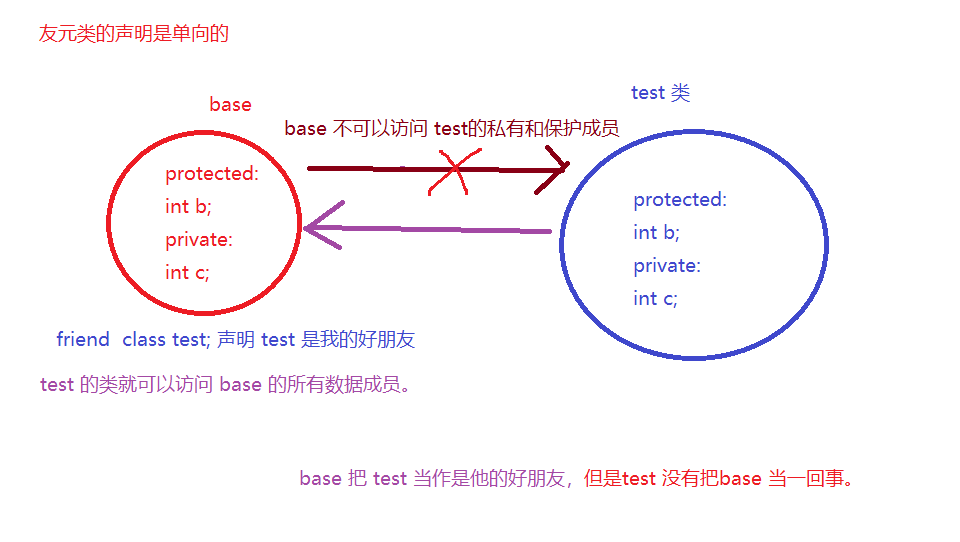 友元类的声明是单向的
base
test 类
base 不可以访问 test的私有和保护成员
protected:
int b;
private:
int c;
protected:
int b;
private:
int c;
friend  class test; 声明 test 是我的好朋友
test 的类就可以访问 base 的所有数据成员。
base 把 test 当作是他的好朋友，但是test 没有把base 当一回事。